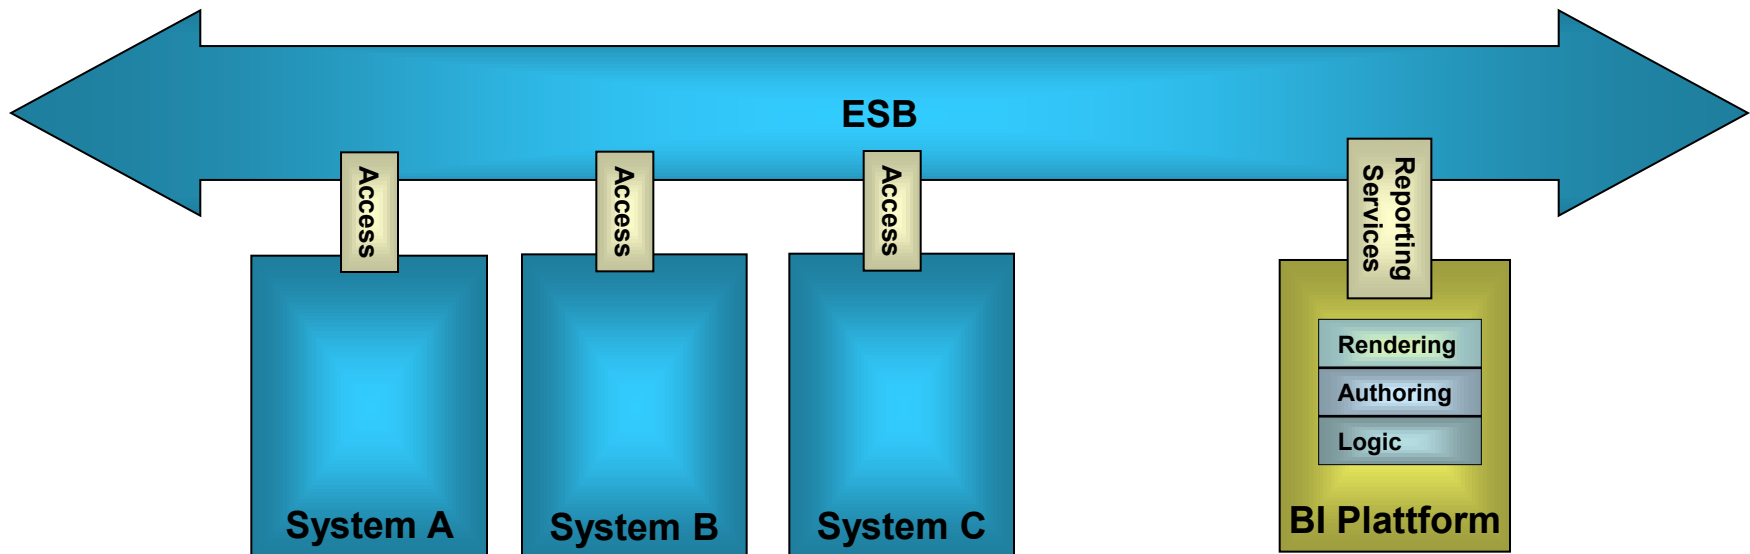 ESB
Access
Access
Access
Reporting
Services
Rendering
Authoring
Logic
System A
System B
System C
BI Plattform